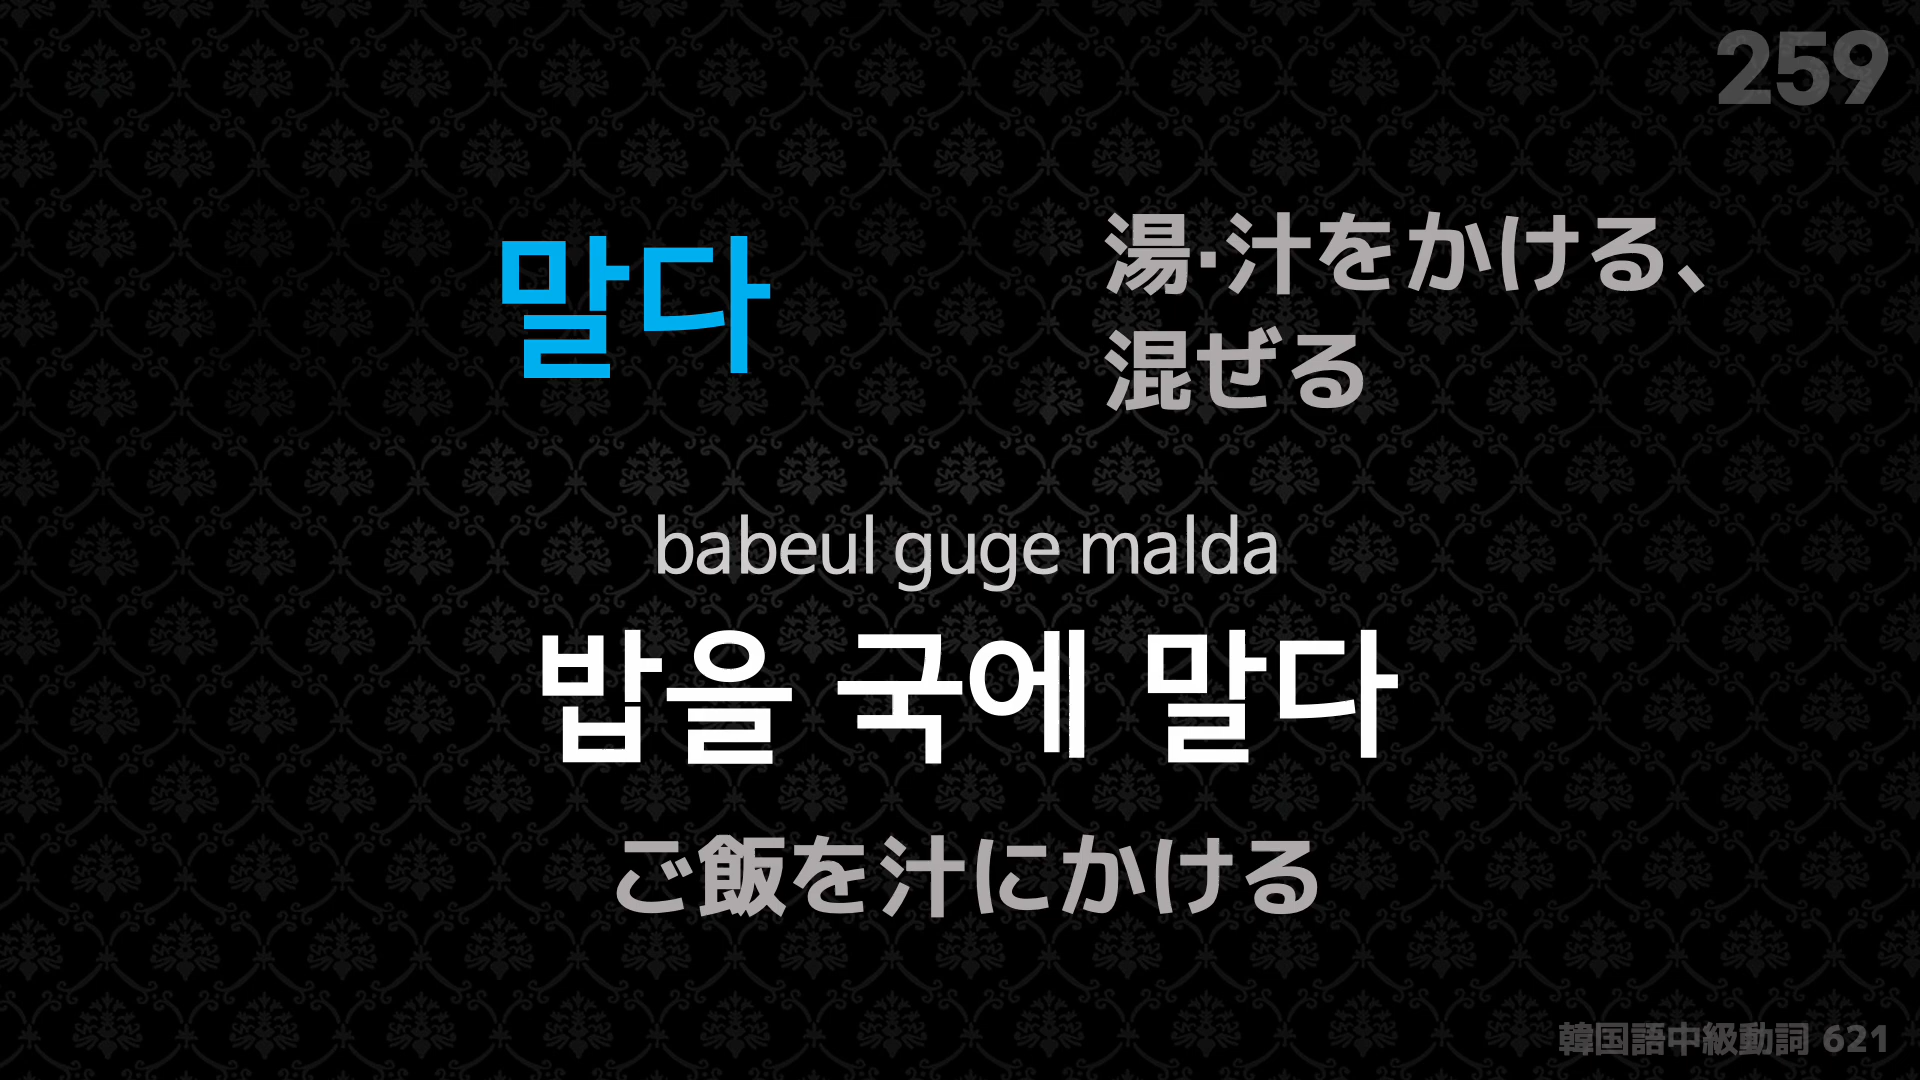 259
말다
湯·汁をかける、
混ぜる
babeul guge malda
밥을 국에 말다
ご飯を汁にかける
韓国語中級動詞 621